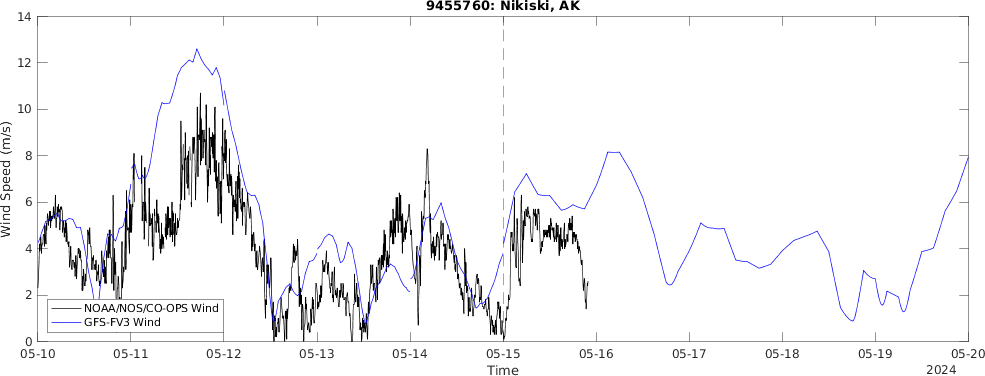 9455760: Nikiski, AK
14
12
10
8
6
4
2
0
Wind Speed (m/s)
NOAA/NOS/CO-OPS Wind
GFS-FV3 Wind
05-10 05-11 05-12 05-13 05-14 05-15 05-16 05-17 05-18 05-19 05-20
Time
2024